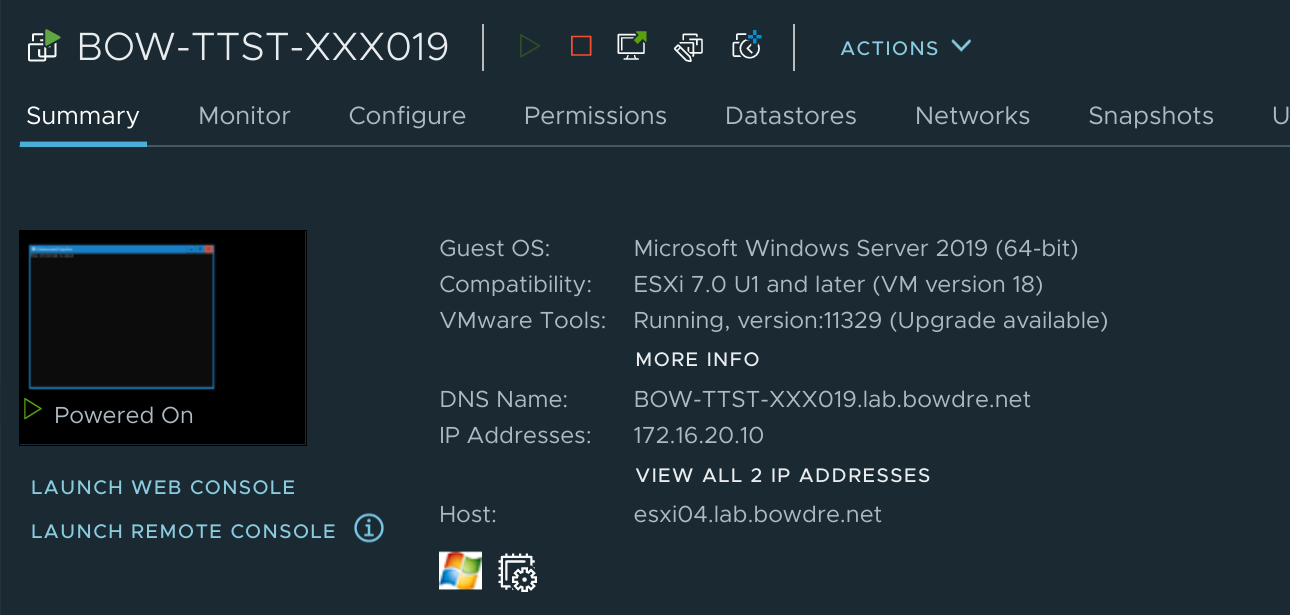 BOW-TTST-XXX019
ACTIONS
Summary Monitor Configure Permissions Datastores Networks Snapshots U
Guest OS: Microsoft Windows Server 2019 (64-bit)
Compatibility: ESXi 7.0 U1 and later (VM version 18)
VMware Tools: Running, version:11329 (Upgrade available)
MORE INFO
DNS Name: BOW-TTST-XXX019.lab.bowdre.net
IP Addresses: 172.16.20.10
VIEW ALL 2 IP ADDRESSES
Host: esxi04.lab.bowdre.net
Powered On
LAUNCH WEB CONSOLE
LAUNCH REMOTE CONSOLE